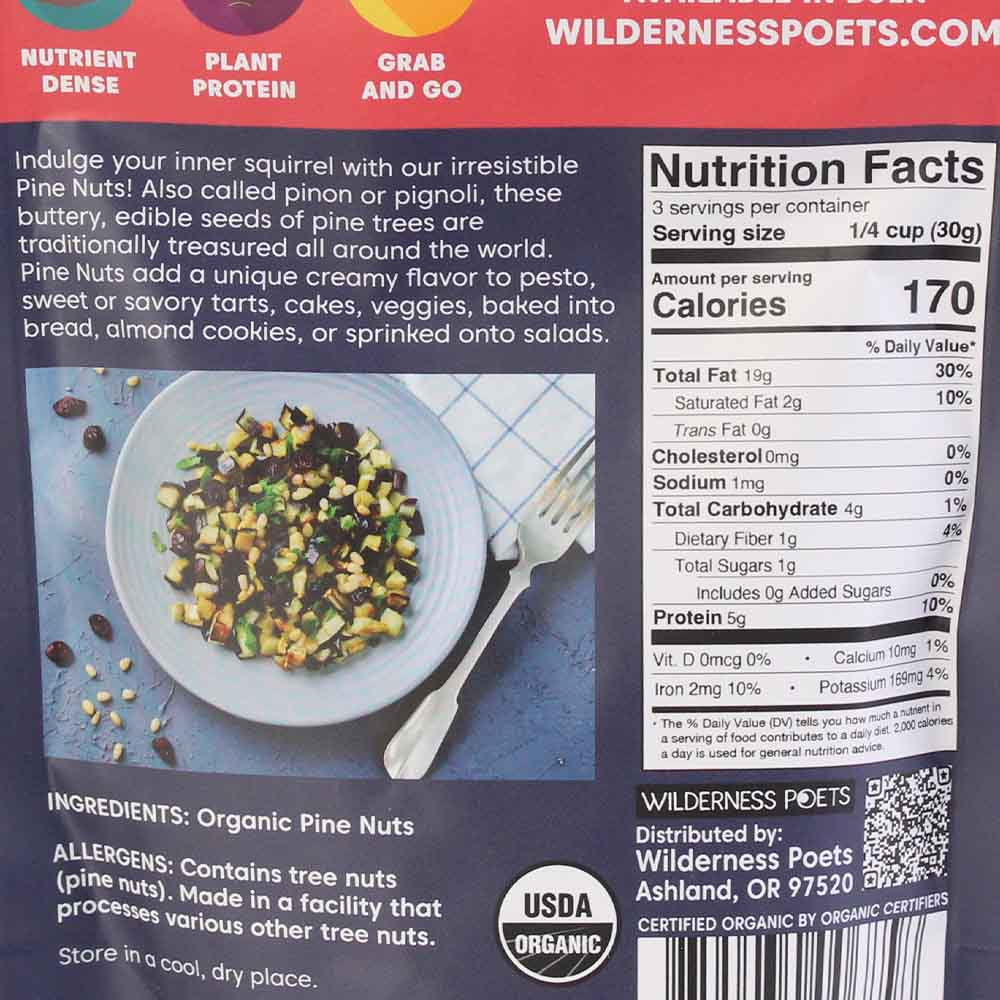 NUTRIENT DENSE
PLANT PROTEIN
GRAB AND GO
WILDERNESSPOETS.COM
Indulge your inner squirrel with our irresistible
Pine Nuts! Also called pinon or pignoli, these
buttery, edible seeds of pine trees are
traditionally treasured all around the world.
Pine Nuts add a unique creamy flavor to pesto,
sweet or savory tarts, cakes, veggies, baked into
bread, almond cookies, or sprinked onto salads.
INGREDIENTS: Organic Pine Nuts
ALLERGENS: Contains tree nuts
(pine nuts). Made in a facility that
processes various other tree nuts.
Store in a cool, dry place.
USDA
ORGANIC
Nutrition Facts
3 servings per container
Serving size 1/4 cup (30g)
Amount per serving
Calories 170
% Daily Value*
Total Fat 19g 30%
Saturated Fat 2g 10%
Trans Fat 0g
Cholesterol 0mg 0%
Sodium 1mg 0%
Total Carbohydrate 4g 1%
Dietary Fiber 1g 4%
Total Sugars 1g
Includes 0g Added Sugars 0%
Protein 5g 10%
Vit. D 0mcg 0% • Calcium 10mg 1%
Iron 2mg 10% • Potassium 169mg 4%
* The % Daily Value (DV) tells you how much a nutrient in
a serving of food contributes to a daily diet. 2,000 calories
a day is used for general nutrition advice.
WILDERNESS POETS
Distributed by:
Wilderness Poets
Ashland, OR 97520
CERTIFIED ORGANIC BY ORGANIC CERTIFIERS